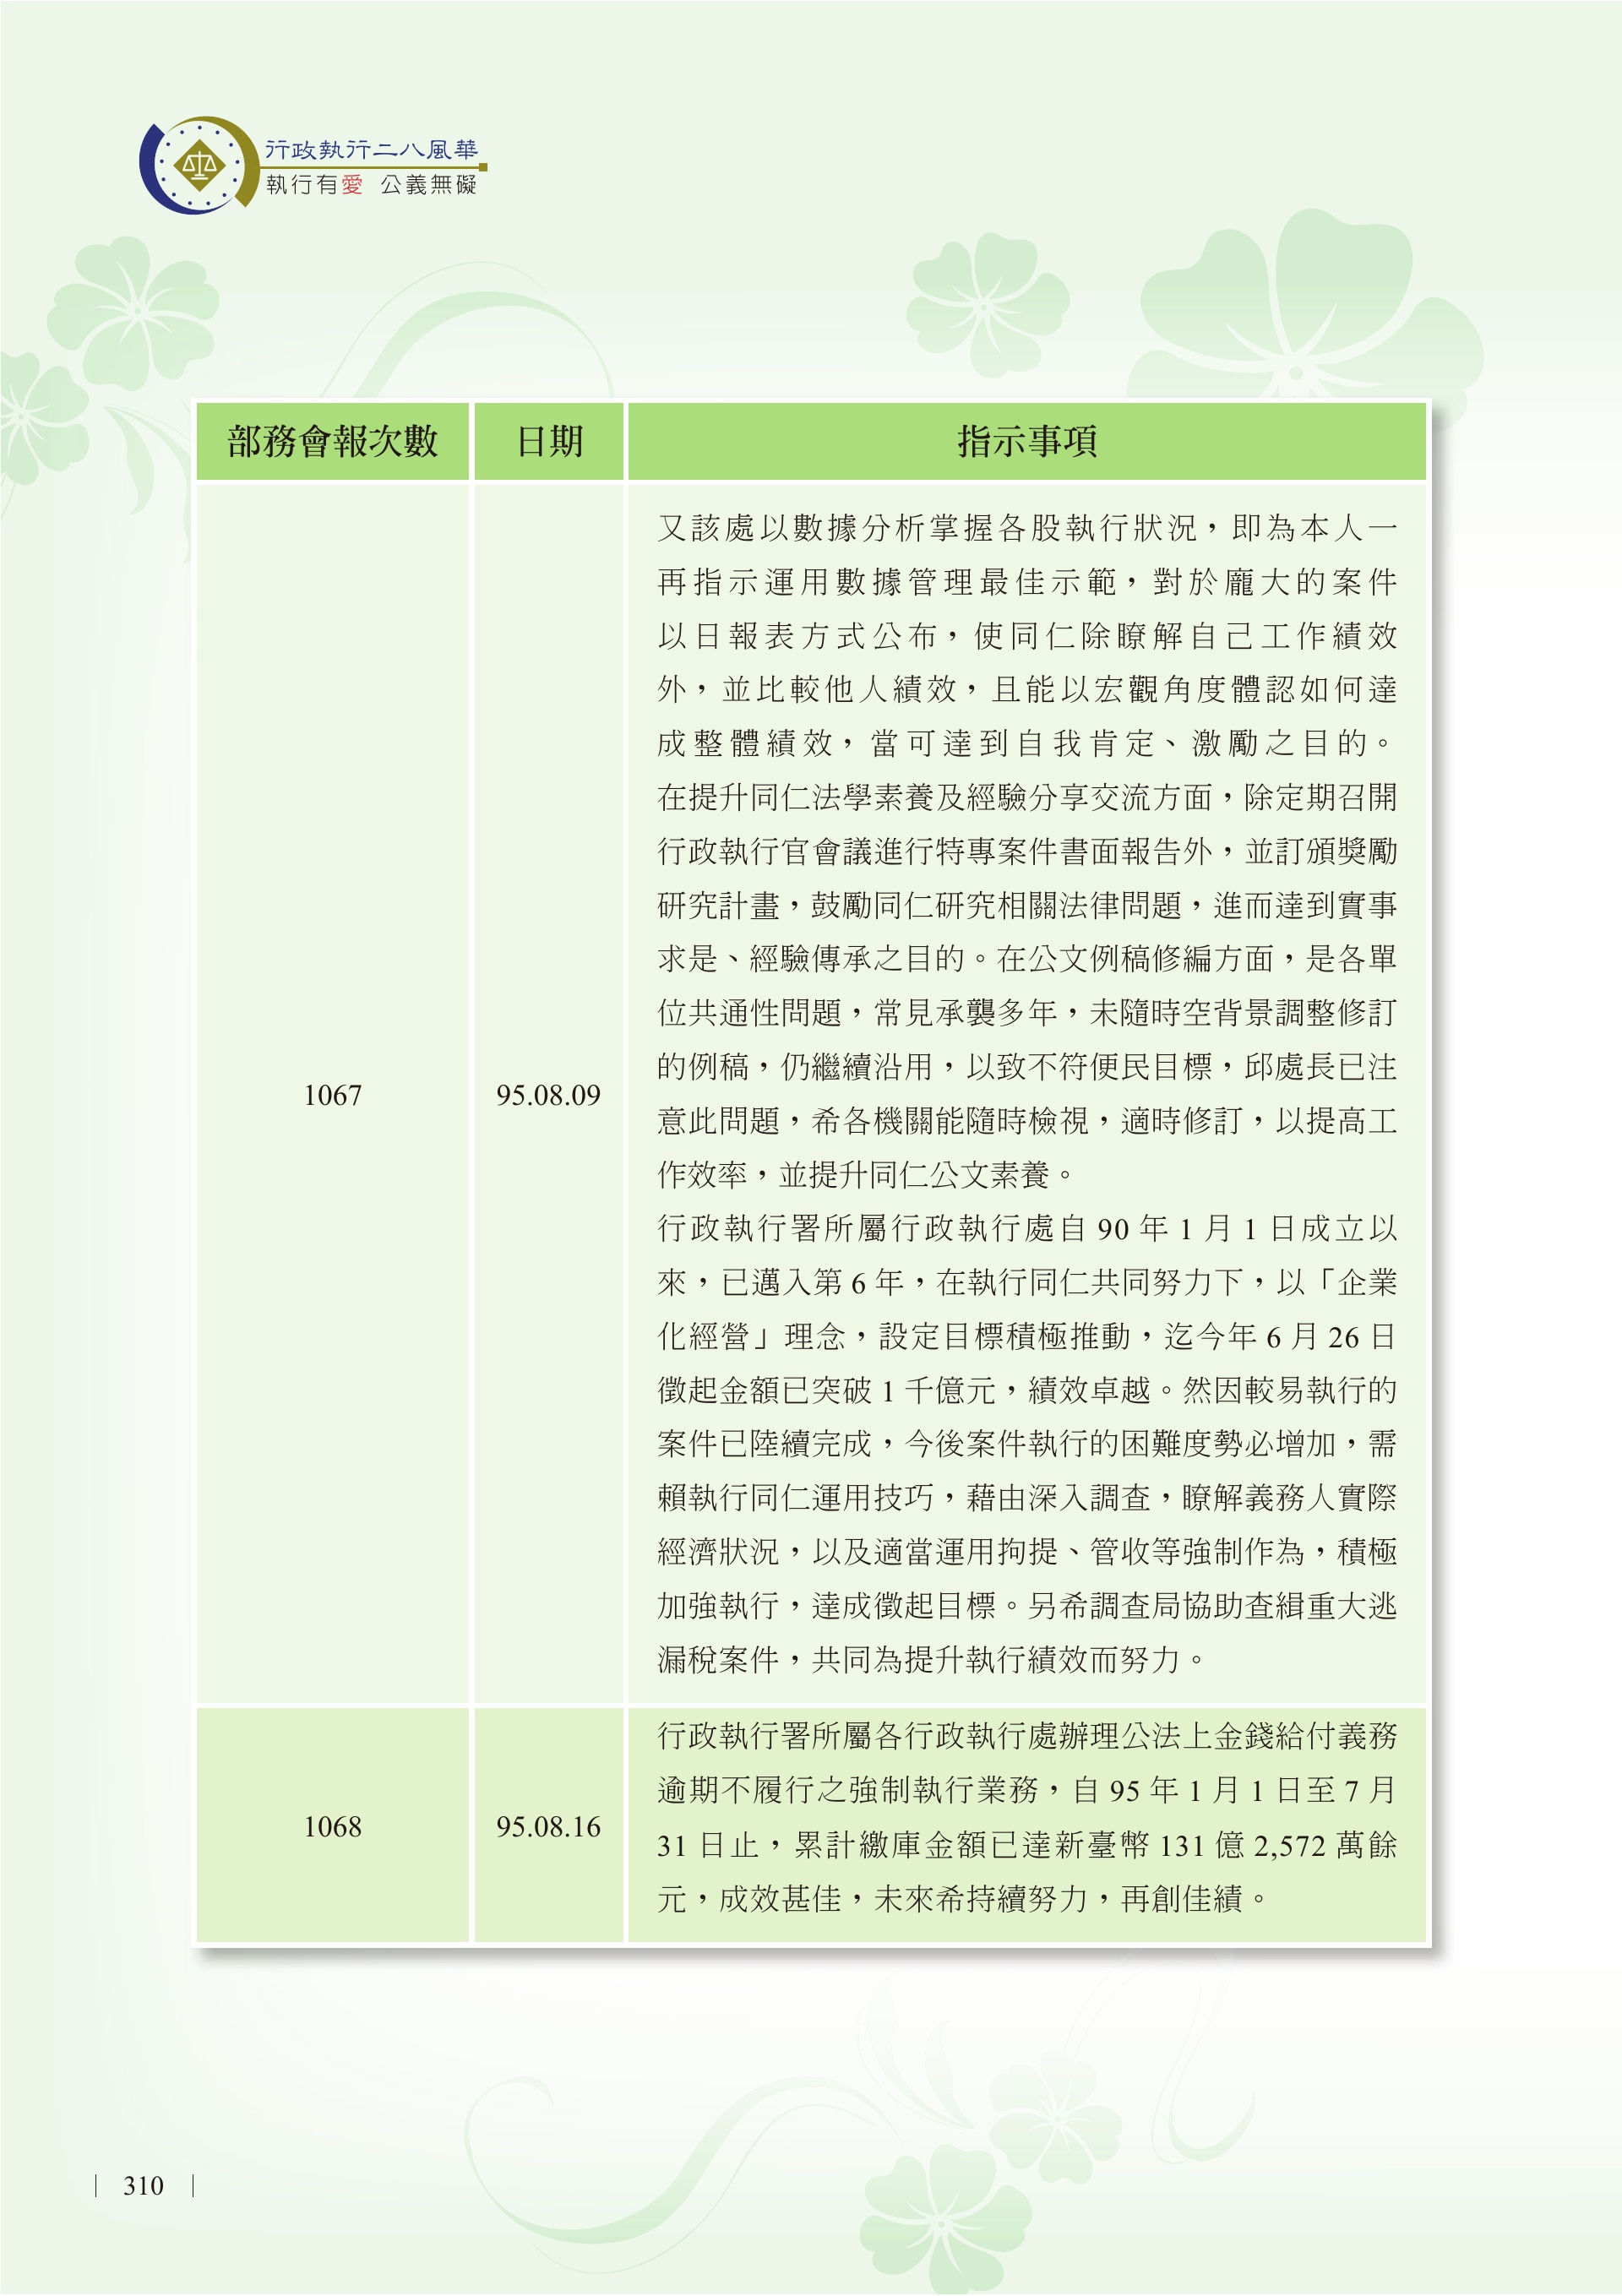 行政執行二八風華
執行有愛 公義無礙
部務會報次數 日期 指示事項
又該處以數據分析掌握各股執行狀況，即為本人一
再指示運用數據管理最佳示範，對於龐大的案件
以日報表方式公布，使同仁除瞭解自己工作績效
外，並比較他人績效，且能以宏觀角度體認如何達
成整體績效，當可達到自我肯定、激勵之目的。
在提升同仁法學素養及經驗分享交流方面，除定期召開
行政執行官會議進行特專案件書面報告外，並訂頒獎勵
研究計畫，鼓勵同仁研究相關法律問題，進而達到實事
求是、經驗傳承之目的。在公文例稿修編方面，是各單
位共通性問題，常見承襲多年，未隨時空背景調整修訂
的例稿，仍繼續沿用，以致不符便民目標，邱處長已注
1067 95.08.09
意此問題，希各機關能隨時檢視，適時修訂，以提高工
作效率，並提升同仁公文素養。
行政執行署所屬行政執行處自 90 年 1 月 1 日成立以
來，已邁入第 6 年，在執行同仁共同努力下，以「企業
化經營」理念，設定目標積極推動，迄今年 6 月 26 日
徵起金額已突破 1 千億元，績效卓越。然因較易執行的
案件已陸續完成，今後案件執行的困難度勢必增加，需
賴執行同仁運用技巧，藉由深入調查，瞭解義務人實際
經濟狀況，以及適當運用拘提、管收等強制作為，積極
加強執行，達成徵起目標。另希調查局協助查緝重大逃
漏稅案件，共同為提升執行績效而努力。
行政執行署所屬各行政執行處辦理公法上金錢給付義務
逾期不履行之強制執行業務，自 95 年 1 月 1 日至 7 月
1068 95.08.16
31 日止，累計繳庫金額已達新臺幣 131 億 2,572 萬餘
元，成效甚佳，未來希持續努力，再創佳績。
310